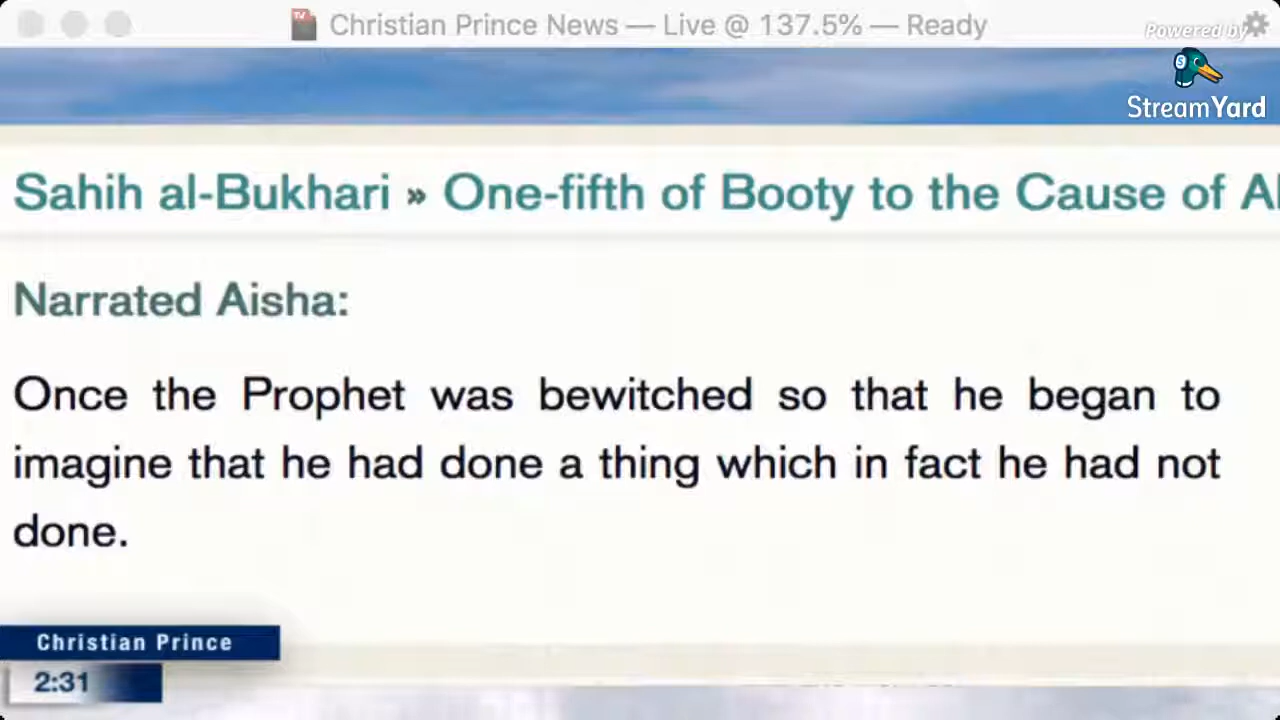 Christian Prince News — Live @ 137.5% — Ready
Powered by
StreamYard
Sahih al-Bukhari » One-fifth of Booty to the Cause of Al
Narrated Aisha:
Once the Prophet was bewitched so that he began to
imagine that he had done a thing which in fact he had not
done.
Christian Prince
2:31